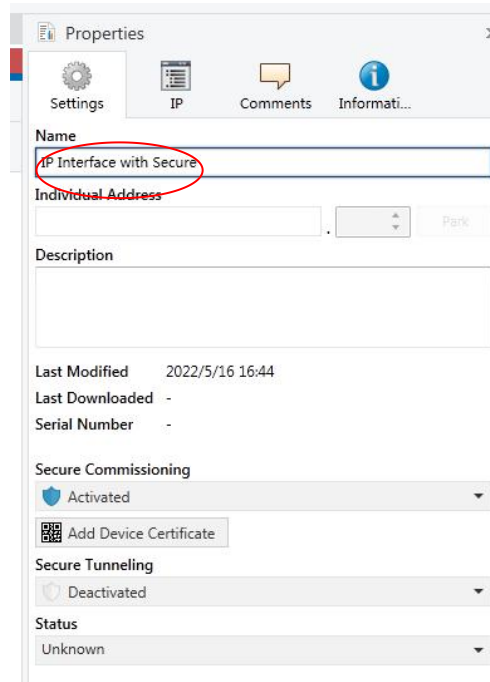 Properties
Settings IP Comments Informati...
Name
IP Interface with Secure
Individual Address
. Park
Description
Last Modified 2022/5/16 16:44
Last Downloaded -
Serial Number -
Secure Commissioning
Activated
Add Device Certificate
Secure Tunneling
Deactivated
Status
Unknown